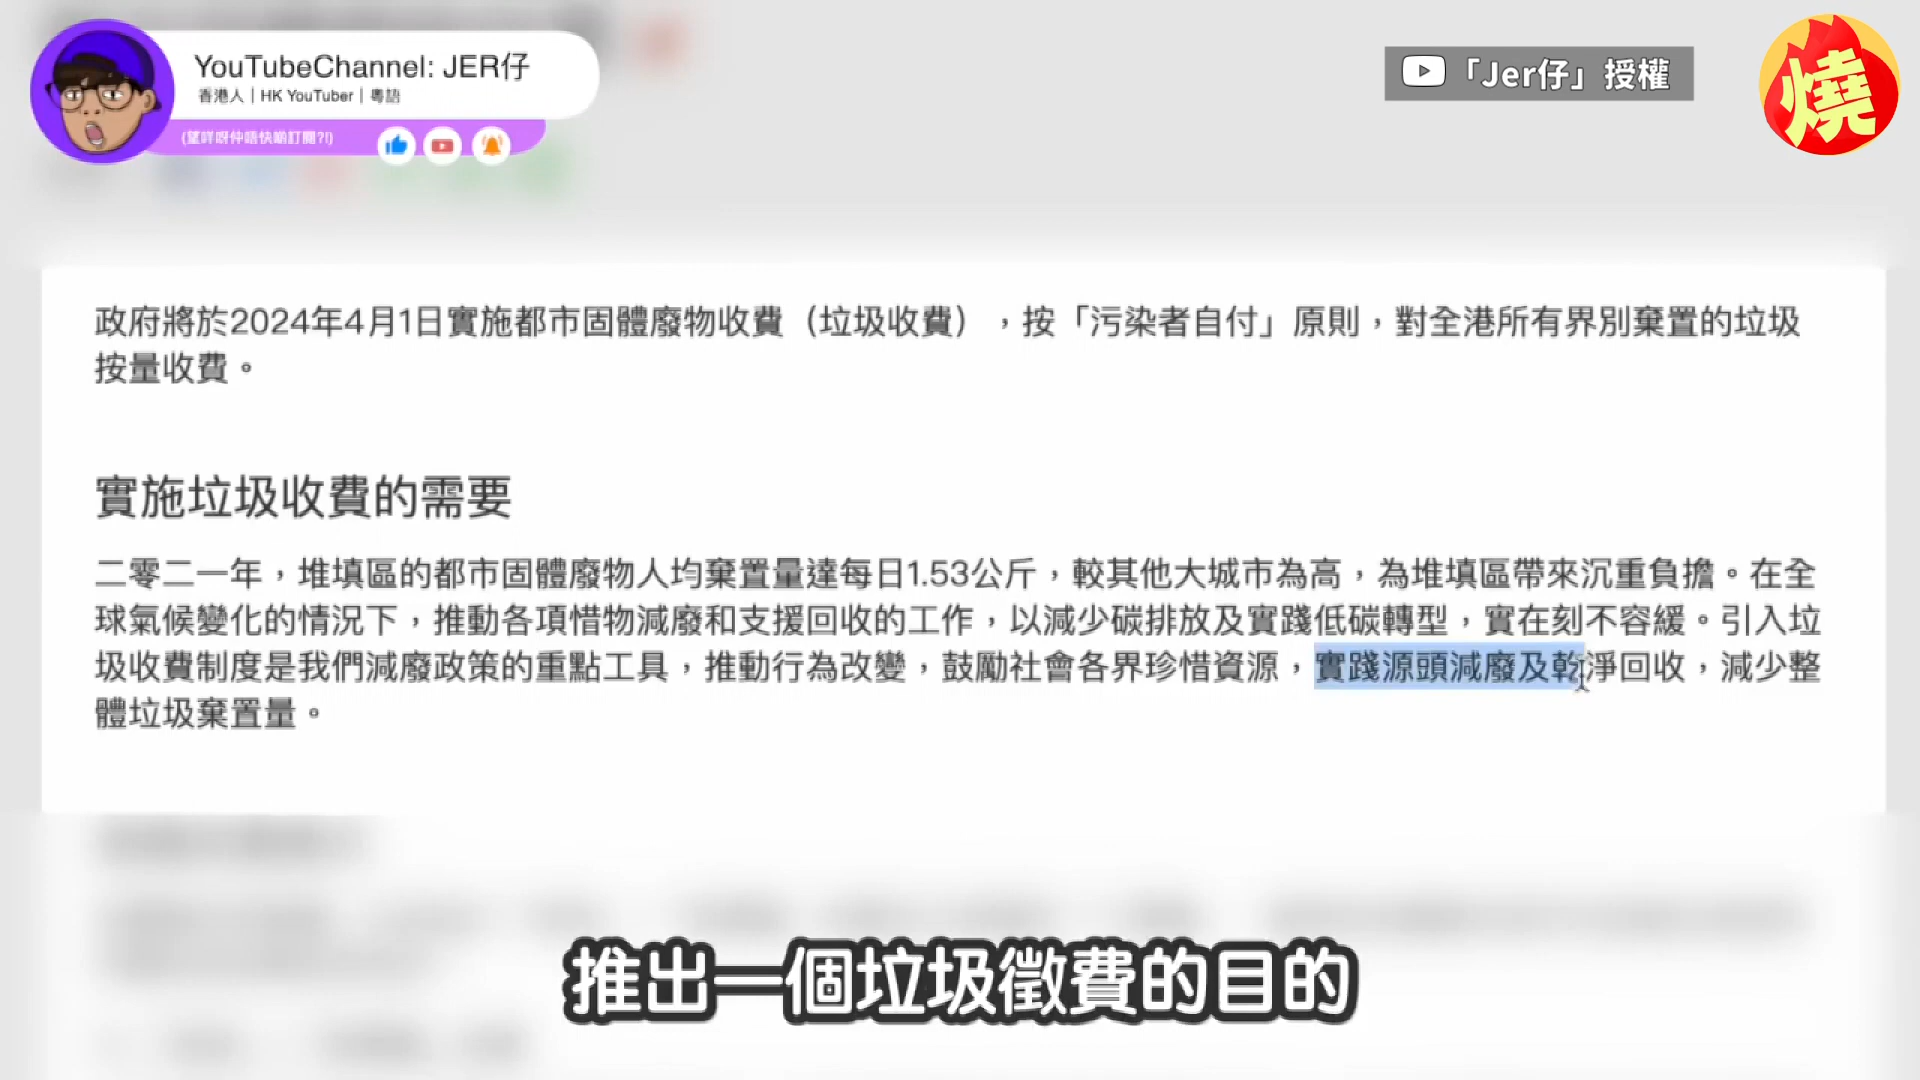 YouTubeChannel: JER仔
香港人｜HK YouTuber｜粵語
(望咩呀仲唔快啲訂閱?!)
「Jer仔」授權
燒
政府將於2024年4月1日實施都市固體廢物收費（垃圾收費），按「污染者自付」原則，對全港所有界別棄置的垃圾
按量收費。
實施垃圾收費的需要
二零二一年，堆填區的都市固體廢物人均棄置量達每日1.53公斤，較其他大城市為高，為堆填區帶來沉重負擔。在全
球氣候變化的情況下，推動各項惜物減廢和支援回收的工作，以減少碳排放及實踐低碳轉型，實在刻不容緩。引入垃
圾收費制度是我們減廢政策的重點工具，推動行為改變，鼓勵社會各界珍惜資源，實踐源頭減廢及乾淨回收，減少整
體垃圾棄置量。
推出一個垃圾徵費的目的